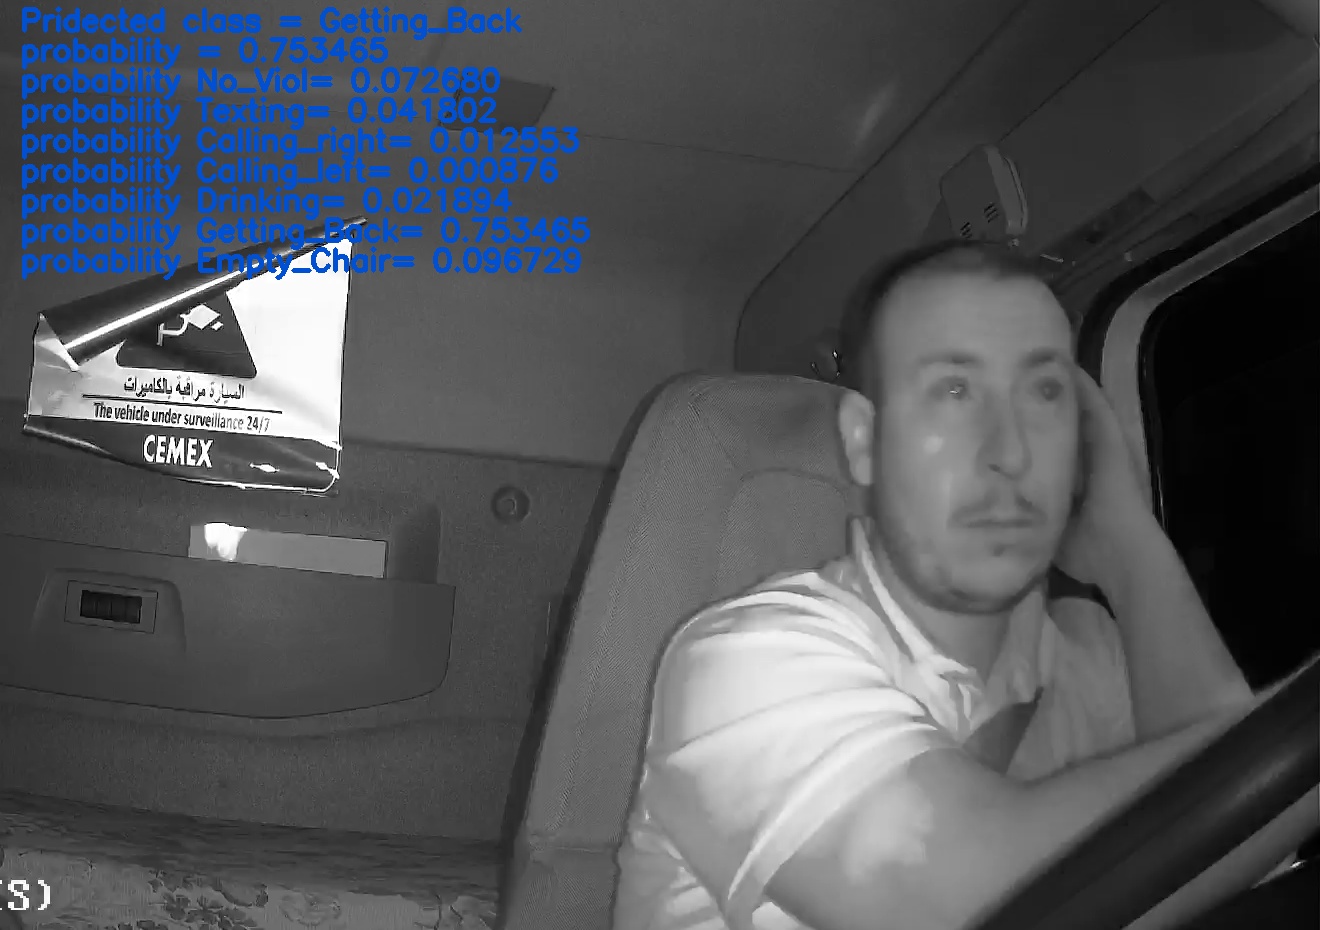 Pridected class = Getting_Back
probability = 0.753465
probability No_Viol= 0.072680
probability Texting= 0.041802
probability Calling_right= 0.012553
probability Calling_left= 0.000876
probability Drinking= 0.021894
probability Getting_Back= 0.753465
probability Empty_Chair= 0.096729
السيارة مراقبة بالكاميرات
The vehicle under surveillance 24/7
CEMEX
S)